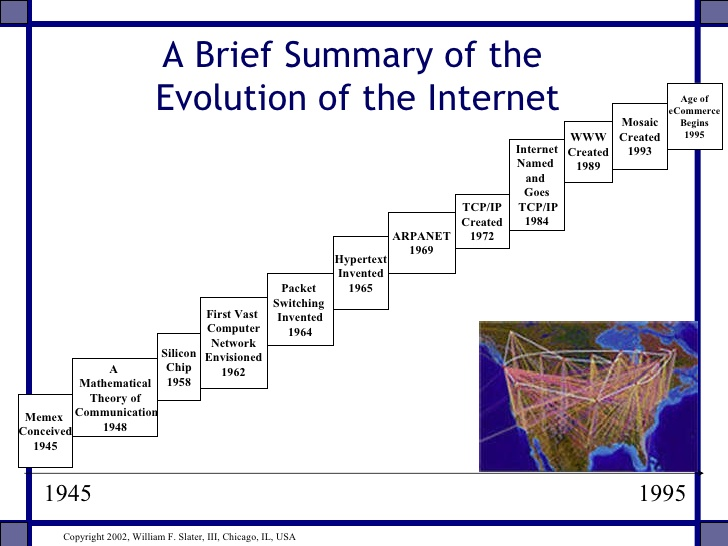 A Brief Summary of the
Evolution of the Internet
Memex
Conceived
1945
A
Mathematical
Theory of
Communication
1948
Silicon
Chip
1958
First Vast
Computer
Network
Envisioned
1962
Packet
Switching
Invented
1964
Hypertext
Invented
1965
ARPANET
1969
TCP/IP
Created
1972
Internet
Named
and
Goes
TCP/IP
1984
WWW
Created
1989
Mosaic
Created
1993
Age of
eCommerce
Begins
1995
1945
1995
Copyright 2002, William F. Slater, III, Chicago, IL, USA